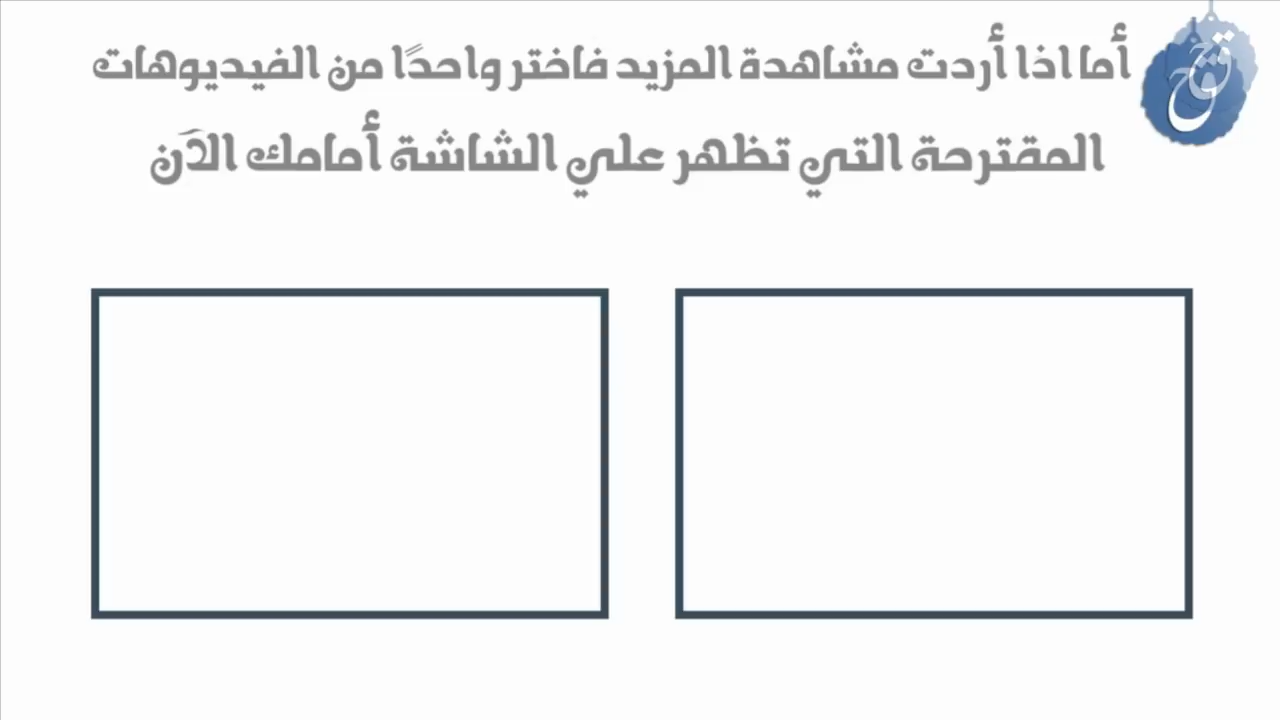 أما اذا أردت مشاهدة المزيد فاختر واحدًا من الفيديوهات
المقترحة التي تظهر علي الشاشة أمامك الآن